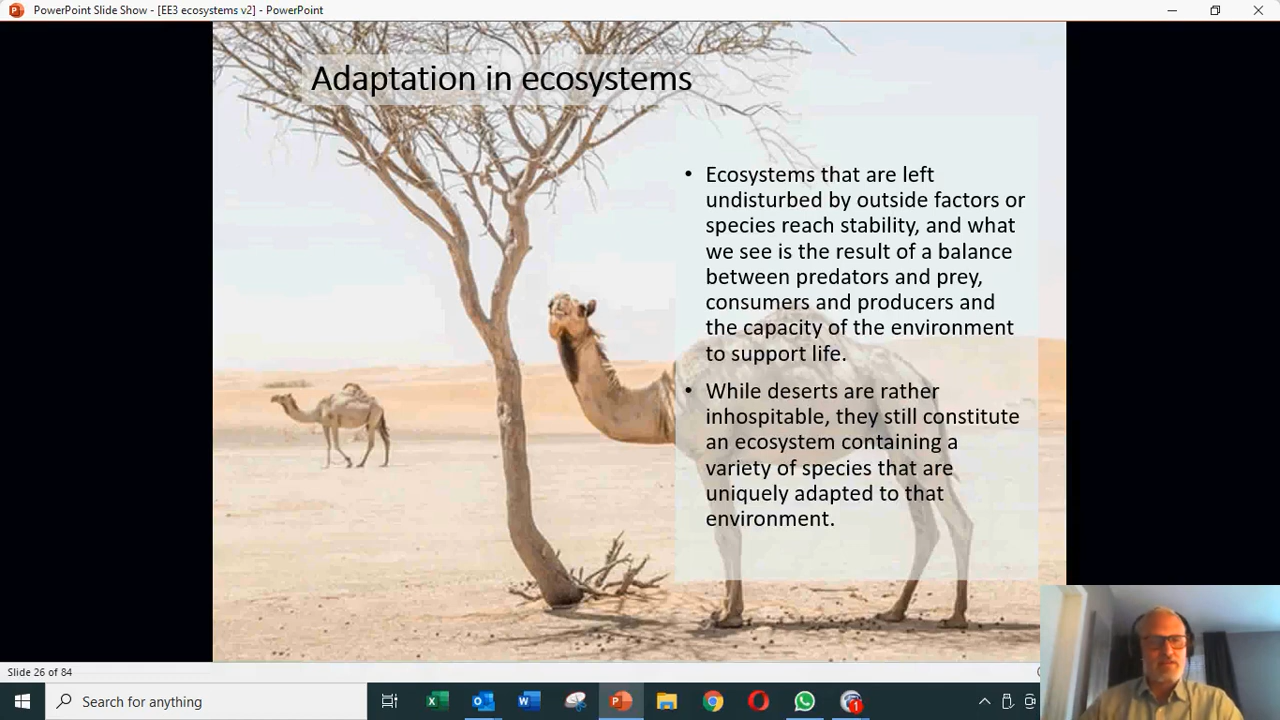 PowerPoint Slide Show - [EE3 ecosystems v2] - PowerPoint
Adaptation in ecosystems
• Ecosystems that are left
undisturbed by outside factors or
species reach stability, and what
we see is the result of a balance
between predators and prey,
consumers and producers and
the capacity of the environment
to support life.
• While deserts are rather
inhospitable, they still constitute
an ecosystem containing a
variety of species that are
uniquely adapted to that
environment.
Slide 26 of 84
Search for anything
1